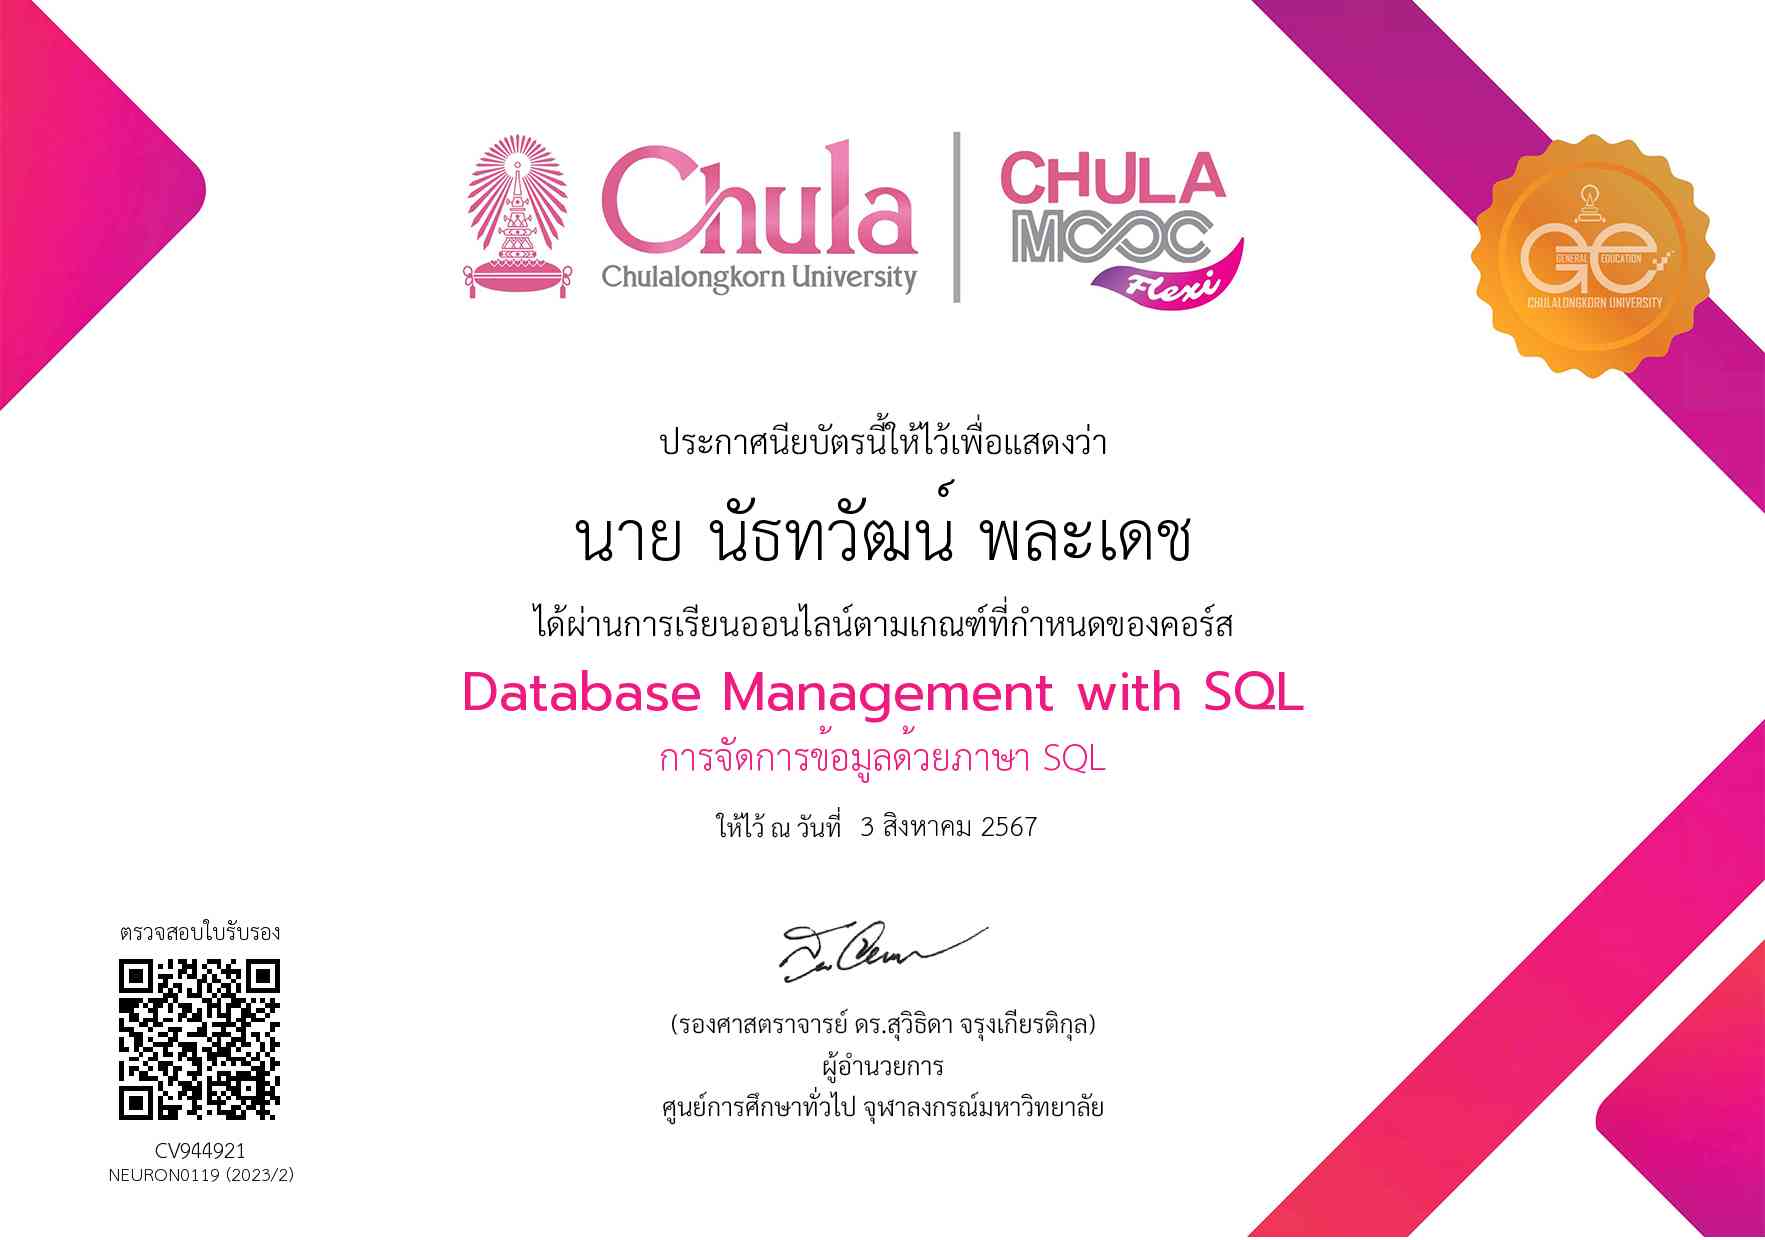 Chula
Chulalongkorn University
CHULA
MOOC
Flexi
GE
GENERAL EDUCATION
CHULALONGKORN UNIVERSITY
ประกาศนียบัตรนี้ให้ไว้เพื่อแสดงว่า
นาย นัธทวัฒน์ พละเดช
ได้ผ่านการเรียนออนไลน์ตามเกณฑ์ที่กำหนดของคอร์ส
Database Management with SQL
การจัดการข้อมูลด้วยภาษา SQL
ให้ไว้ ณ วันที่ 3 สิงหาคม 2567
ตรวจสอบใบรับรอง
(รองศาสตราจารย์ ดร.สุวิธิดา จรุงเกียรติกุล)
ผู้อำนวยการ
ศูนย์การศึกษาทั่วไป จุฬาลงกรณ์มหาวิทยาลัย
CV944921
NEURON0119 (2023/2)